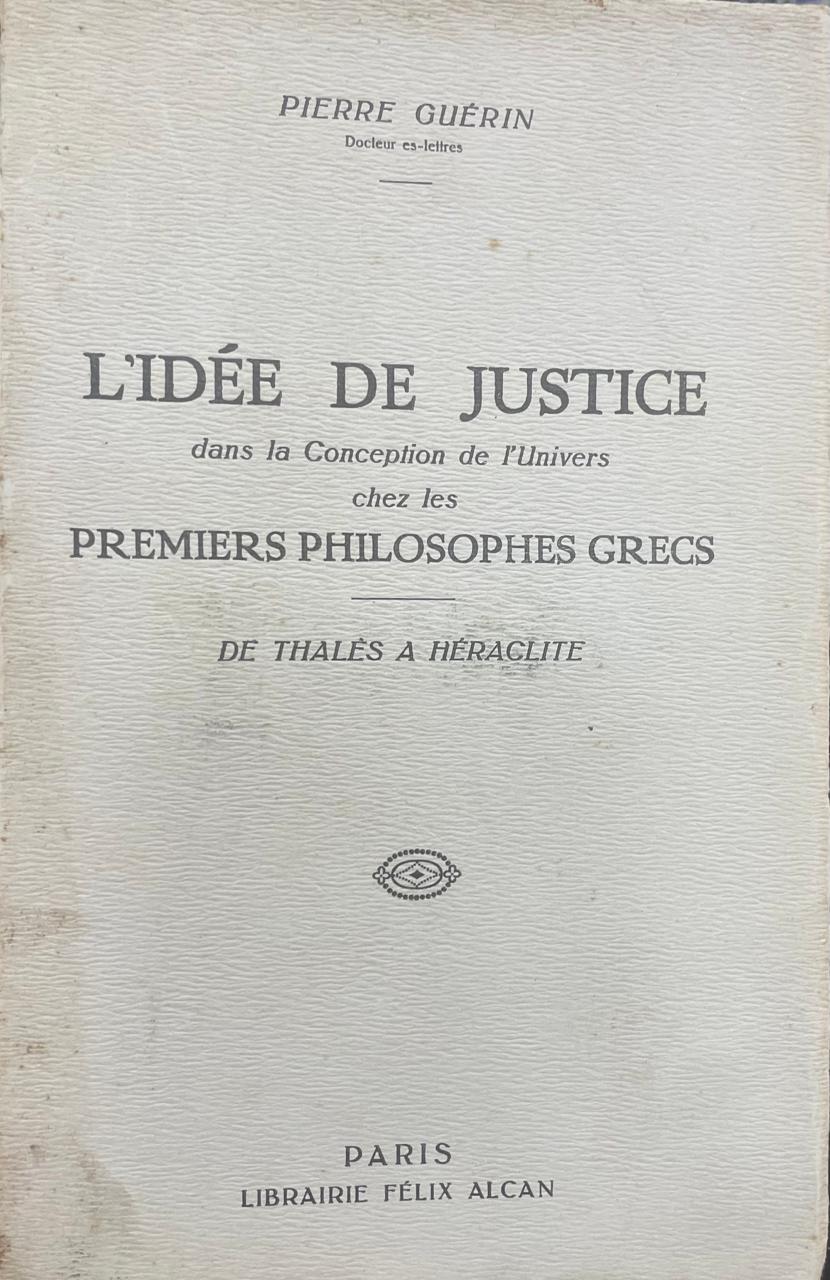 PIERRE GUÉRIN
Docteur es-lettres
L'IDÉE DE JUSTICE
dans la Conception de l'Univers
chez les
PREMIERS PHILOSOPHES GRECS
DE THALÈS A HÉRACLITE
PARIS
LIBRAIRIE FÉLIX ALCAN